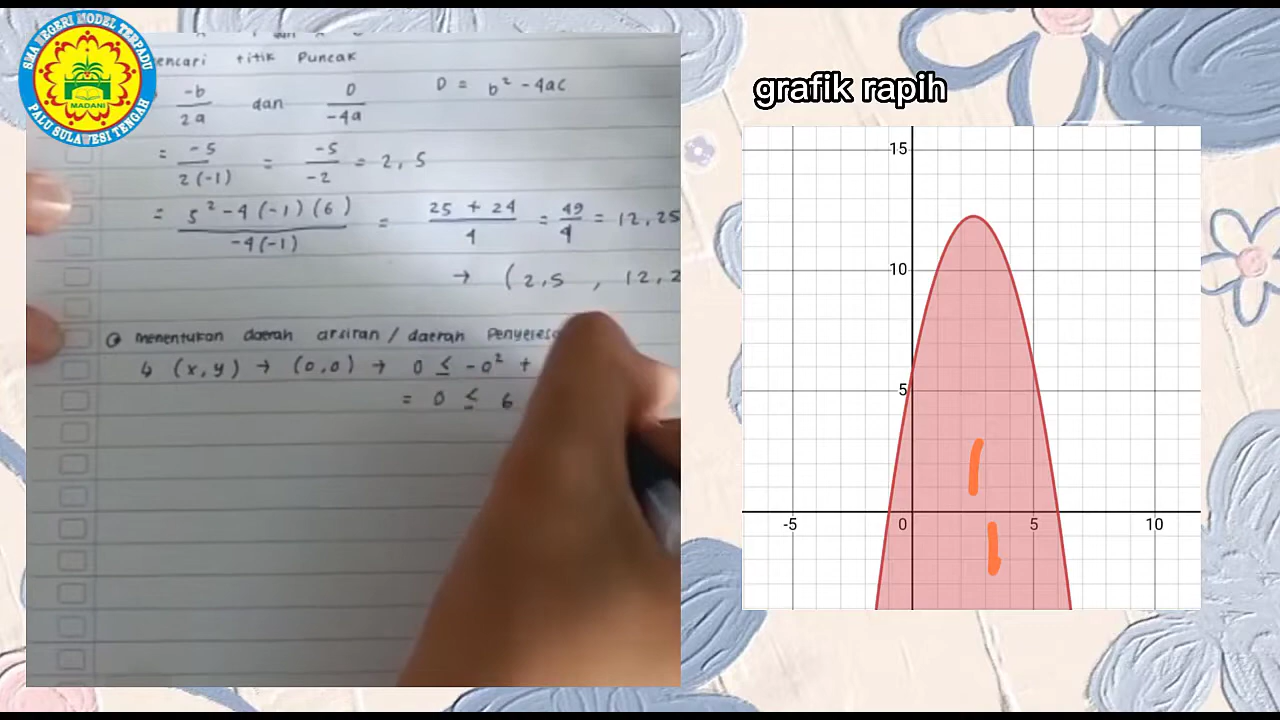 SMA NEGERI MODEL TERPADU
MADANI
PALU SULAWESI TENGAH
titik Puncak
-b
2a
dan
D
-4a
D = b² - 4ac
= -5 / 2(-1) = -5 / -2 = 2,5
= 5² - 4(-1)(6) / -4(-1) = 25 + 24 / 4 = 49 / 4 = 12,25
→ (2,5 , 12,2
menentukan daerah arsiran / daerah
↳ (x,y) → (0,0) → 0 ≤ -0² +
= 0 ≤ 6
grafik rapih
15
10
5
-5 0 5 10